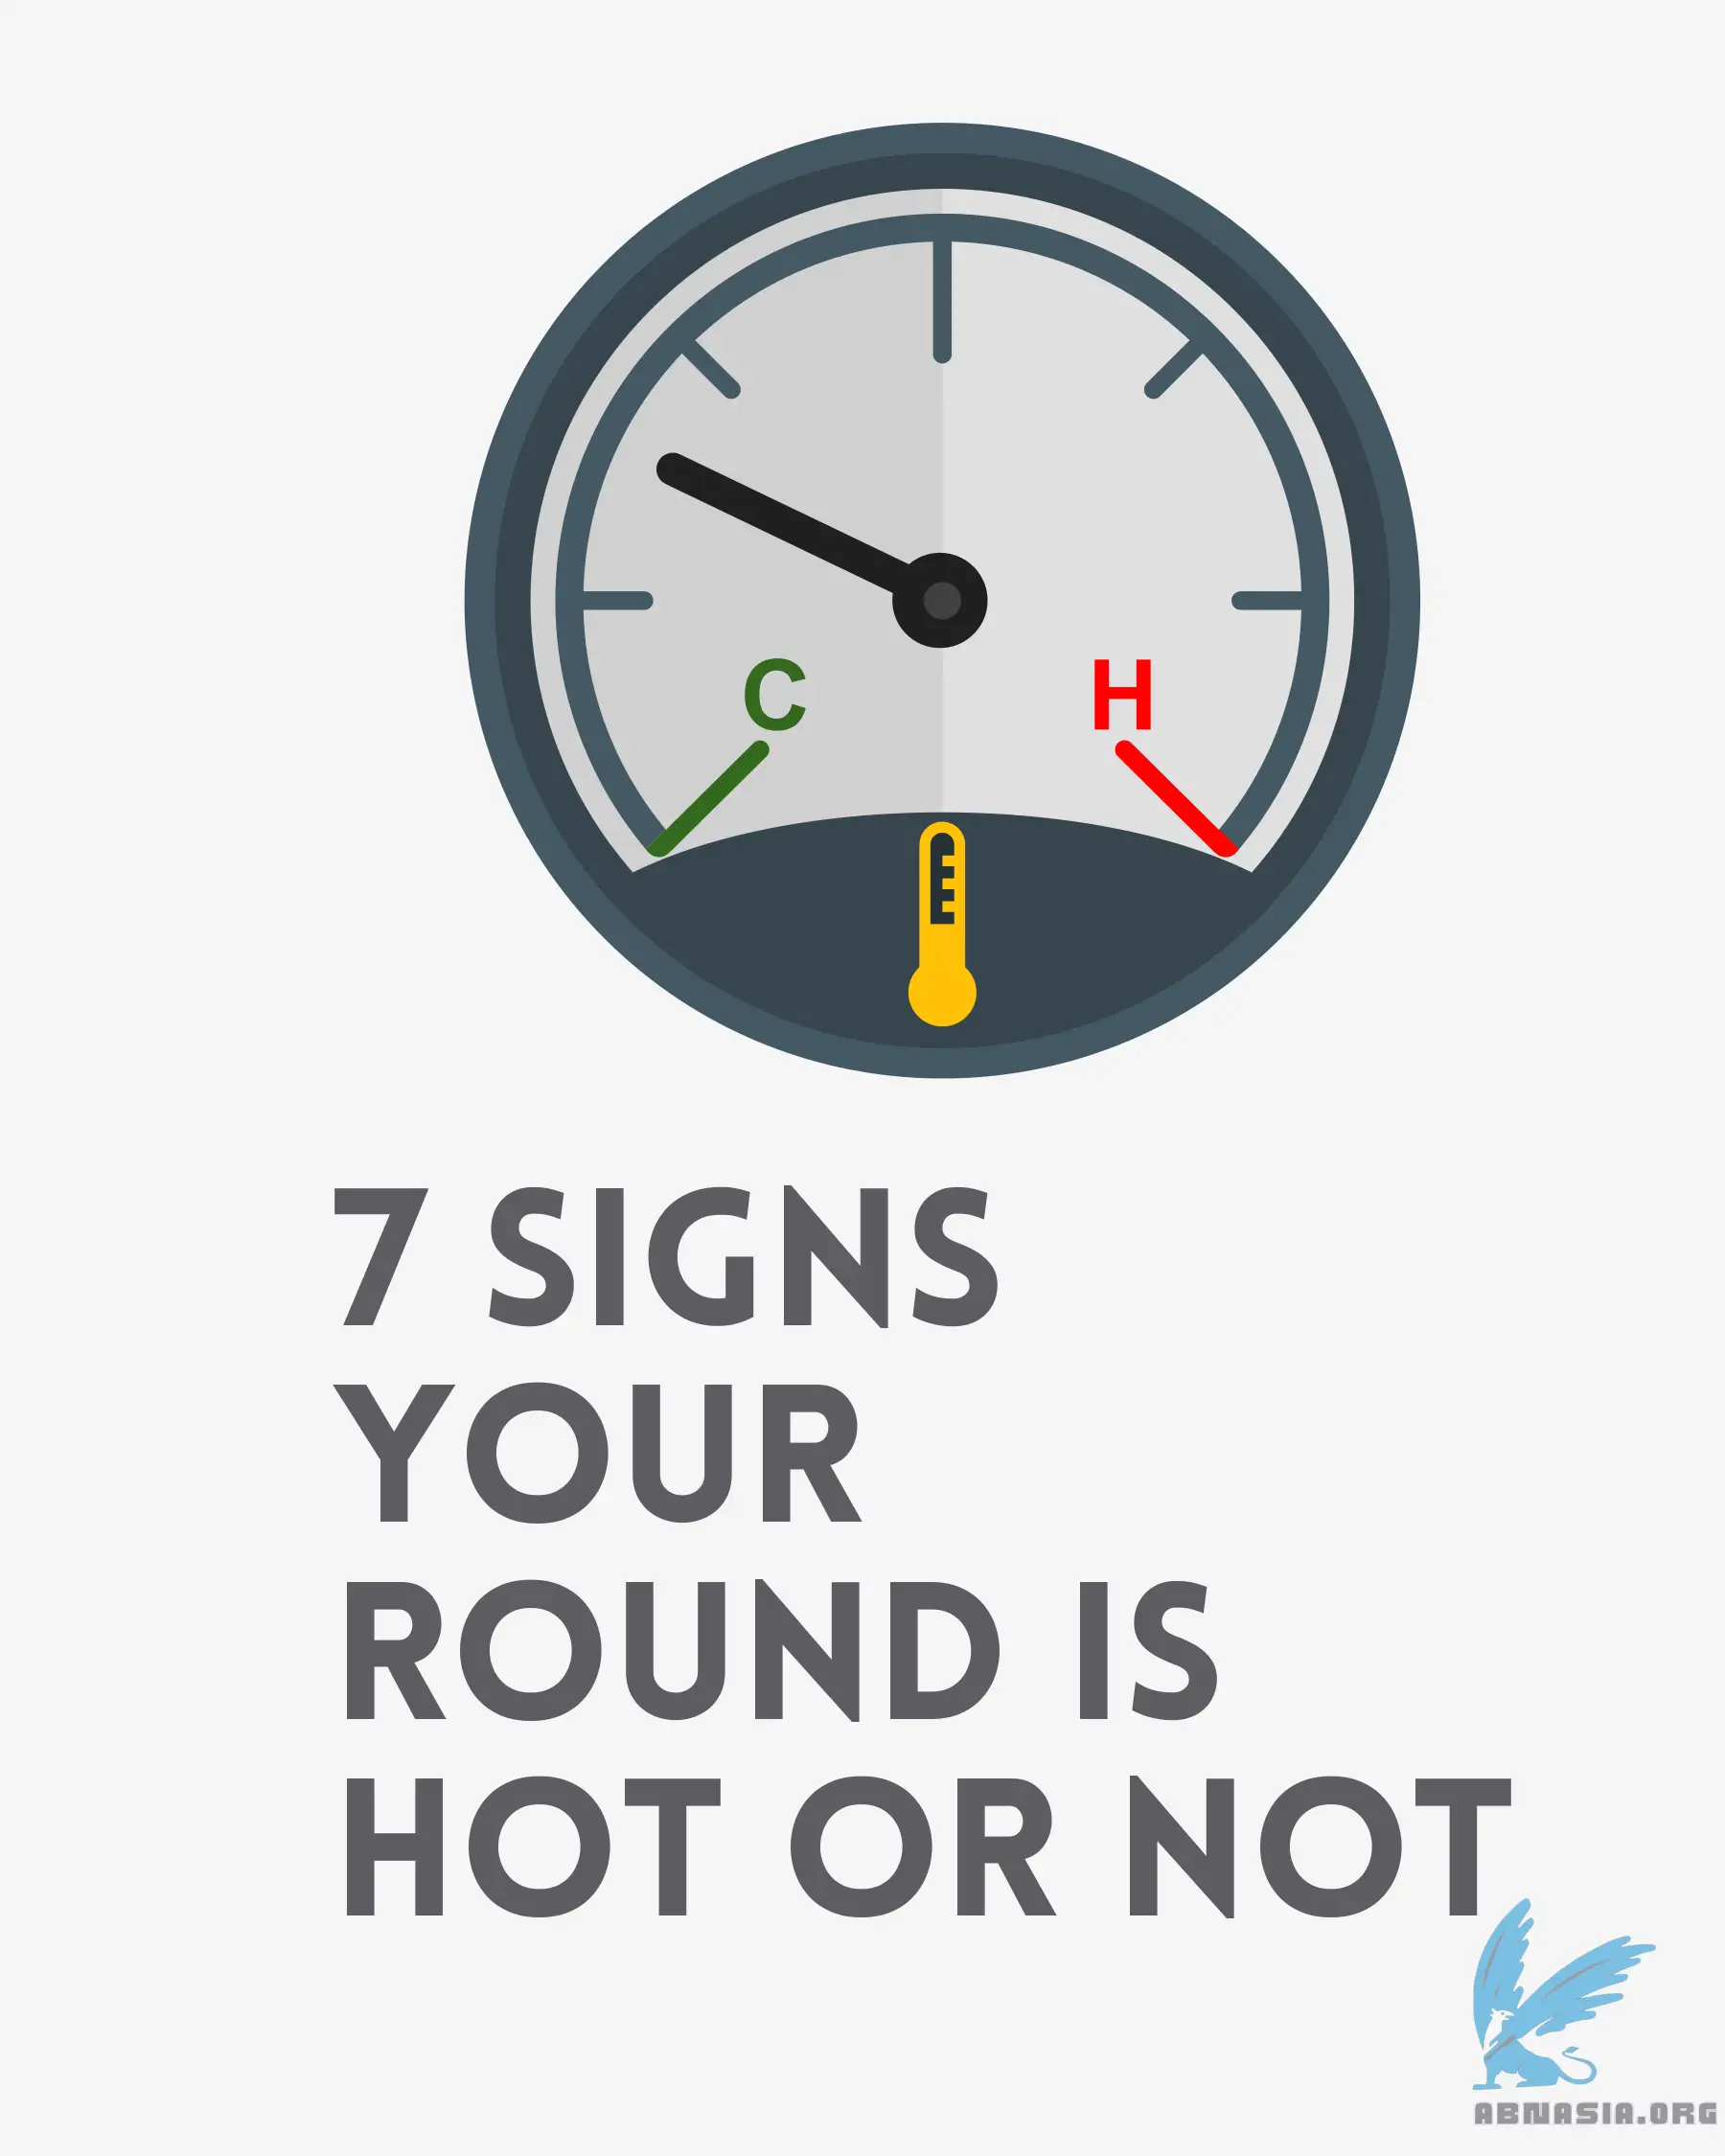 C
H
7 SIGNS
YOUR
ROUND IS
HOT OR NOT
ABNASIA.ORG